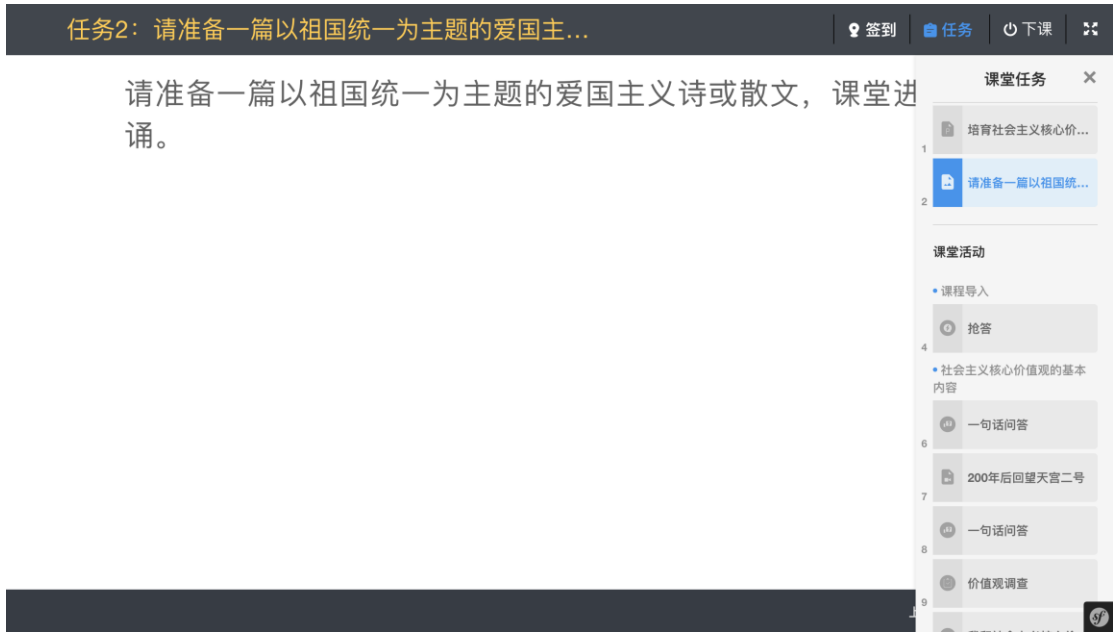 任务2：请准备一篇以祖国统一为主题的爱国主...
签到
任务
下课
请准备一篇以祖国统一为主题的爱国主义诗或散文，课堂进
诵。
课堂任务
培育社会主义核心价...
1
请准备一篇以祖国统...
2
课堂活动
课程导入
抢答
4
社会主义核心价值观的基本
内容
一句话问答
6
200年后回望天宫二号
7
一句话问答
8
价值观调查
9